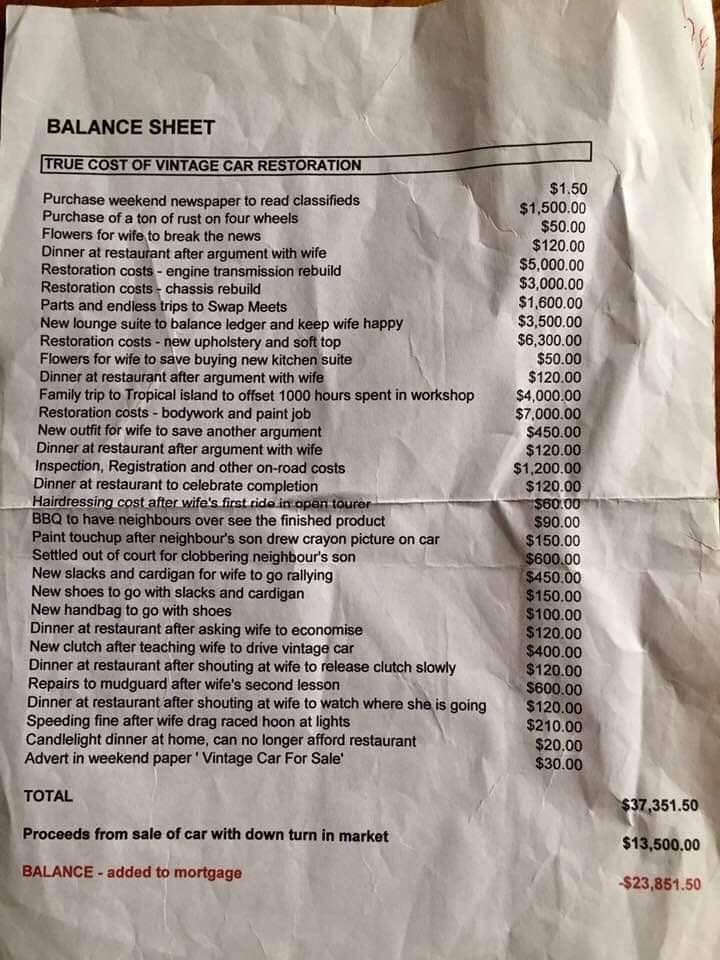 BALANCE SHEET
TRUE COST OF VINTAGE CAR RESTORATION
Purchase weekend newspaper to read classifieds $1.50
Purchase of a ton of rust on four wheels $1,500.00
Flowers for wife to break the news $50.00
Dinner at restaurant after argument with wife $120.00
Restoration costs - engine transmission rebuild $5,000.00
Restoration costs - chassis rebuild $3,000.00
Parts and endless trips to Swap Meets $1,600.00
New lounge suite to balance ledger and keep wife happy $3,500.00
Restoration costs - new upholstery and soft top $6,300.00
Flowers for wife to save buying new kitchen suite $50.00
Dinner at restaurant after argument with wife $120.00
Family trip to Tropical island to offset 1000 hours spent in workshop $4,000.00
Restoration costs - bodywork and paint job $7,000.00
New outfit for wife to save another argument $450.00
Dinner at restaurant after argument with wife $120.00
Inspection, Registration and other on-road costs $1,200.00
Dinner at restaurant to celebrate completion $120.00
Hairdressing cost after wife's first ride in open tourer $60.00
BBQ to have neighbours over see the finished product $90.00
Paint touchup after neighbour's son drew crayon picture on car $150.00
Settled out of court for clobbering neighbour's son $600.00
New slacks and cardigan for wife to go rallying $450.00
New shoes to go with slacks and cardigan $150.00
New handbag to go with shoes $100.00
Dinner at restaurant after asking wife to economise $120.00
New clutch after teaching wife to drive vintage car $400.00
Dinner at restaurant after shouting at wife to release clutch slowly $120.00
Repairs to mudguard after wife's second lesson $600.00
Dinner at restaurant after shouting at wife to watch where she is going $120.00
Speeding fine after wife drag raced hoon at lights $210.00
Candlelight dinner at home, can no longer afford restaurant $20.00
Advert in weekend paper ' Vintage Car For Sale' $30.00
TOTAL $37,351.50
Proceeds from sale of car with down turn in market $13,500.00
BALANCE - added to mortgage -$23,851.50